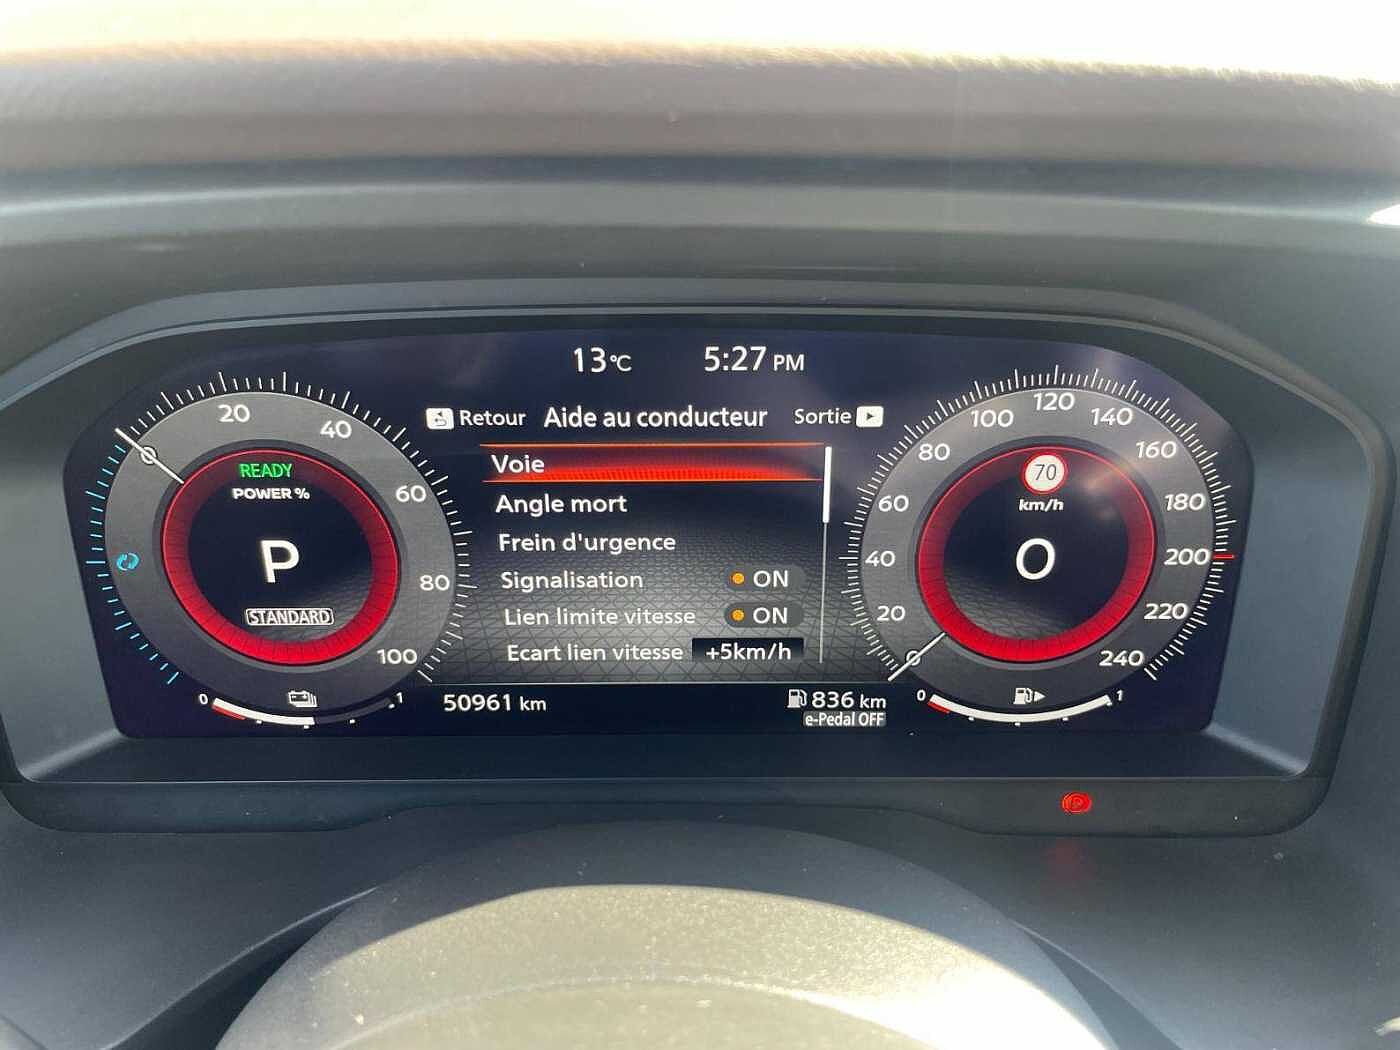 13°C 5:27 PM
Retour Aide au conducteur Sortie
Voie
Angle mort
Frein d'urgence
Signalisation ON
Lien limite vitesse ON
Ecart lien vitesse +5km/h
50961 km
836 km
e-Pedal OFF
0 20 40 60 80 100
READY
POWER %
P
STANDARD
0 1
0 20 40 60 80 100 120 140 160 180 200 220 240
70
km/h
0
0 1
P